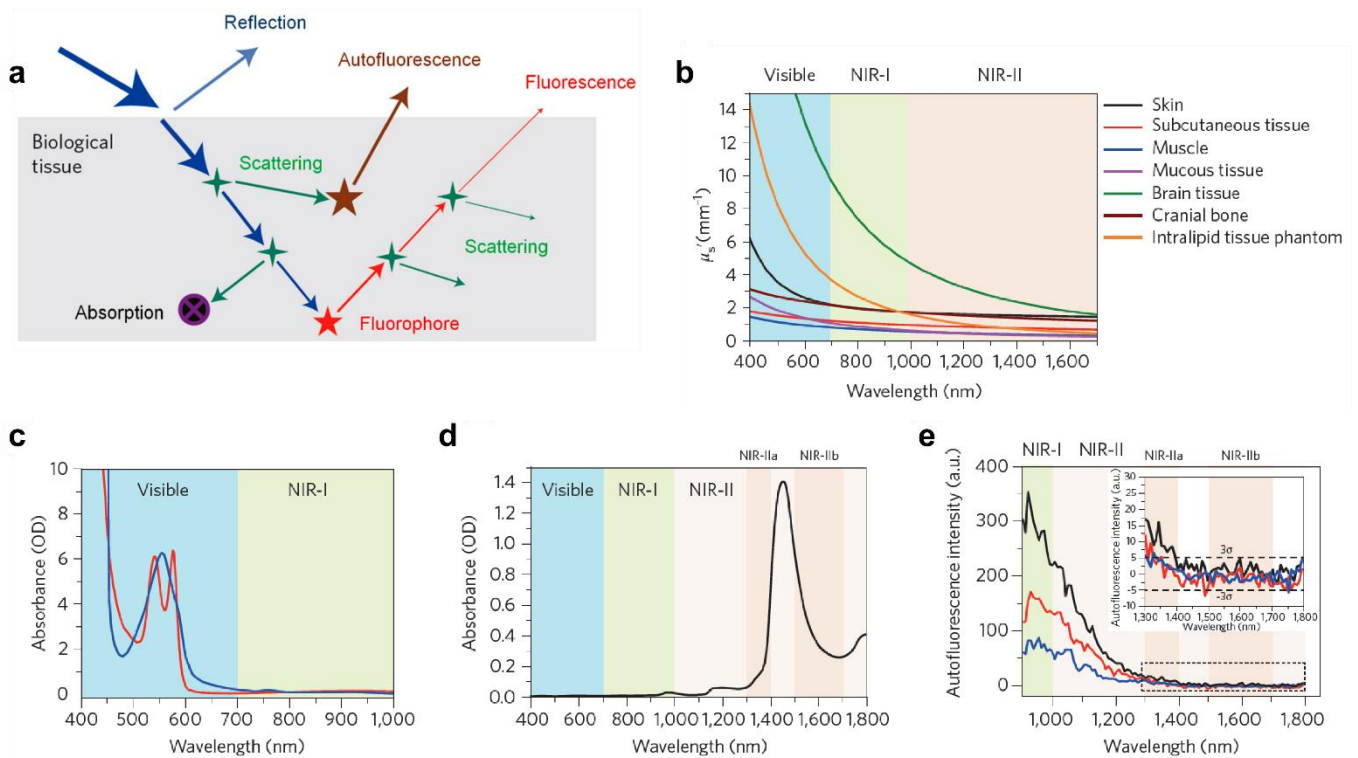 a
Reflection
Autofluorescence
Fluorescence
Biological
tissue
Scattering
Scattering
Absorption
Fluorophore
b
Visible
NIR-I
NIR-II
14
12
10
8
6
4
2
0
μs′(mm⁻¹)
400
600
800
1,000
1,200
1,400
1,600
Wavelength (nm)
Skin
Subcutaneous tissue
Muscle
Mucous tissue
Brain tissue
Cranial bone
Intralipid tissue phantom
c
Visible
NIR-I
10
8
6
4
2
0
Absorbance (OD)
400
500
600
700
800
900
1,000
Wavelength (nm)
d
NIR-IIa
NIR-IIb
Visible
NIR-I
NIR-II
1.4
1.2
1.0
0.8
0.6
0.4
0.2
0.0
Absorbance (OD)
400
600
800
1,000
1,200
1,400
1,600
1,800
Wavelength (nm)
e
NIR-I
NIR-II
NIR-IIa
NIR-IIb
400
300
200
100
0
Autofluorescence intensity (a.u.)
1,000
1,200
1,400
1,600
1,800
Wavelength (nm)
30
25
20
15
10
5
0
-5
-10
Autofluorescence intensity (a.u.)
3σ
-3σ
1,300
1,400
1,500
1,600
1,700
1,800
Wavelength (nm)